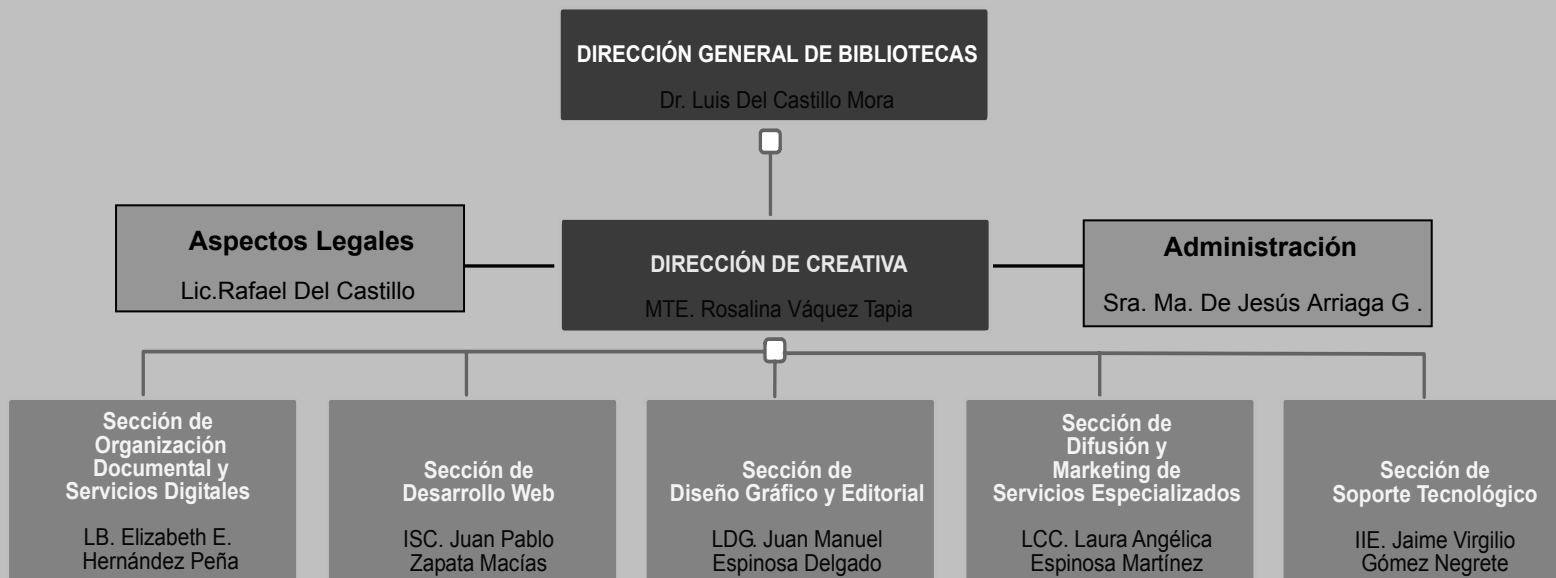 DIRECCIÓN GENERAL DE BIBLIOTECAS
Dr. Luis Del Castillo Mora
Aspectos Legales
Lic.Rafael Del Castillo
DIRECCIÓN DE CREATIVA
MTE. Rosalina Váquez Tapia
Administración
Sra. Ma. De Jesús Arriaga G .
Sección de
Organización
Documental y
Servicios Digitales
LB. Elizabeth E.
Hernández Peña
Sección de
Desarrollo Web
ISC. Juan Pablo
Zapata Macías
Sección de
Diseño Gráfico y Editorial
LDG. Juan Manuel
Espinosa Delgado
Sección de
Difusión y
Marketing de
Servicios Especializados
LCC. Laura Angélica
Espinosa Martínez
Sección de
Soporte Tecnológico
IIE. Jaime Virgilio
Gómez Negrete